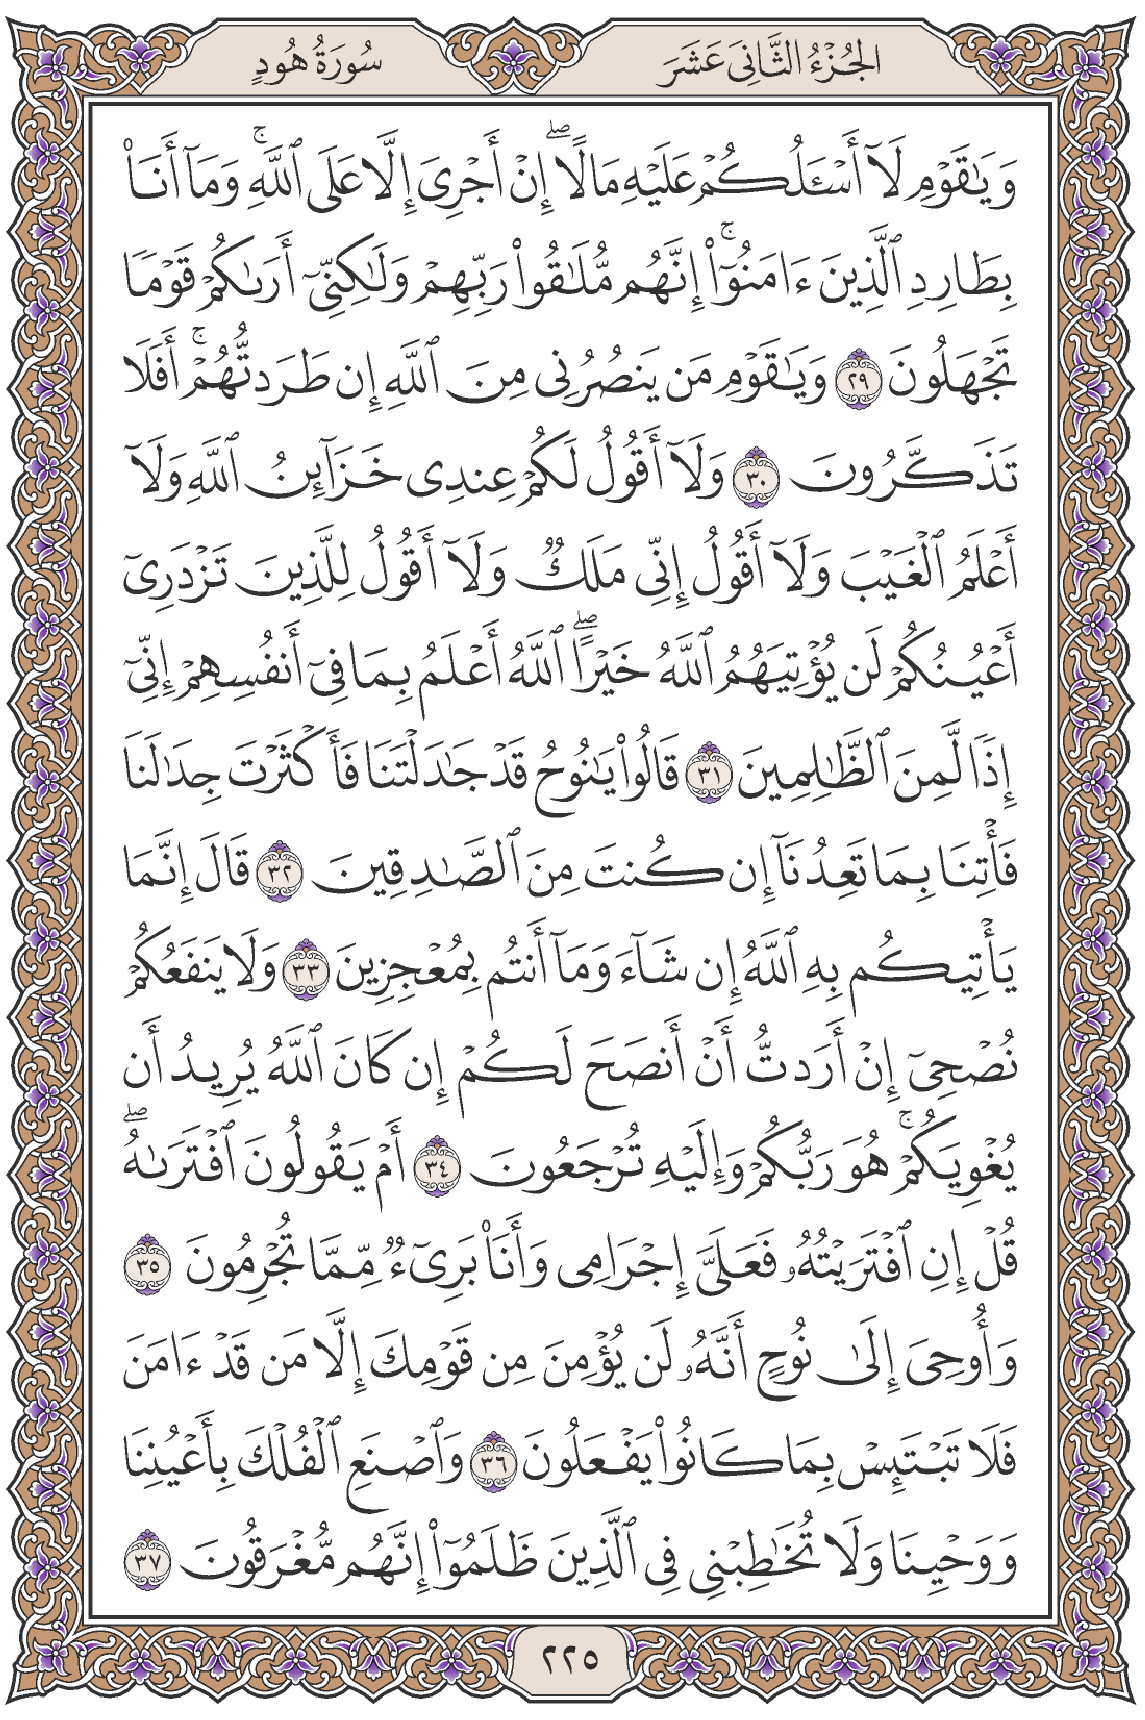 الجُزْءُ الثَّانِيَ عَشَرَ
سُورَةُ هُودٍ
وَيَٰقَوْمِ لَآ أَسْـَٔلُكُمْ عَلَيْهِ مَالًاۖ إِنْ أَجْرِىَ إِلَّا عَلَى ٱللَّهِۚ وَمَآ أَنَا۠
بِطَارِدِ ٱلَّذِينَ ءَامَنُوٓا۟ۚ إِنَّهُم مُّلَٰقُوا۟ رَبِّهِمْ وَلَٰكِنِّىٓ أَرَىٰكُمْ قَوْمًا
تَجْهَلُونَ ٢٩ وَيَٰقَوْمِ مَن يَنصُرُنِى مِنَ ٱللَّهِ إِن طَرَدتُّهُمْۚ أَفَلَا
تَذَكَّرُونَ ٣٠ وَلَآ أَقُولُ لَكُمْ عِندِى خَزَآئِنُ ٱللَّهِ وَلَآ
أَعْلَمُ ٱلْغَيْبَ وَلَآ أَقُولُ إِنِّى مَلَكٌ وَلَآ أَقُولُ لِلَّذِينَ تَزْدَرِىٓ
أَعْيُنُكُمْ لَن يُؤْتِيَهُمُ ٱللَّهُ خَيْرًاۖ ٱللَّهُ أَعْلَمُ بِمَا فِىٓ أَنفُسِهِمْ إِنِّىٓ
إِذًا لَّمِنَ ٱلظَّٰلِمِينَ ٣١ قَالُوا۟ يَٰنُوحُ قَدْ جَٰدَلْتَنَا فَأَكْثَرْتَ جِدَٰلَنَا
فَأْتِنَا بِمَا تَعِدُنَآ إِن كُنتَ مِنَ ٱلصَّٰدِقِينَ ٣٢ قَالَ إِنَّمَا
يَأْتِيكُم بِهِ ٱللَّهُ إِن شَآءَ وَمَآ أَنتُم بِمُعْجِزِينَ ٣٣ وَلَا يَنفَعُكُمْ
نُصْحِىٓ إِنْ أَرَدتُّ أَنْ أَنصَحَ لَكُمْ إِن كَانَ ٱللَّهُ يُرِيدُ أَن
يُغْوِيَكُمْۚ هُوَ رَبُّكُمْ وَإِلَيْهِ تُرْجَعُونَ ٣٤ أَمْ يَقُولُونَ ٱفْتَرَىٰهُۖ
قُلْ إِنِ ٱفْتَرَيْتُهُۥ فَعَلَىَّ إِجْرَامِى وَأَنَا۠ بَرِىٓءٌ مِّمَّا تُجْرِمُونَ ٣٥
وَأُوحِىَ إِلَىٰ نُوحٍ أَنَّهُۥ لَن يُؤْمِنَ مِن قَوْمِكَ إِلَّا مَن قَدْ ءَامَنَ
فَلَا تَبْتَئِسْ بِمَا كَانُوا۟ يَفْعَلُونَ ٣٦ وَٱصْنَعِ ٱلْفُلْكَ بِأَعْيُنِنَا
وَوَحْيِنَا وَلَا تُخَٰطِبْنِى فِى ٱلَّذِينَ ظَلَمُوٓا۟ إِنَّهُم مُّغْرَقُونَ ٣٧
٢٢٥